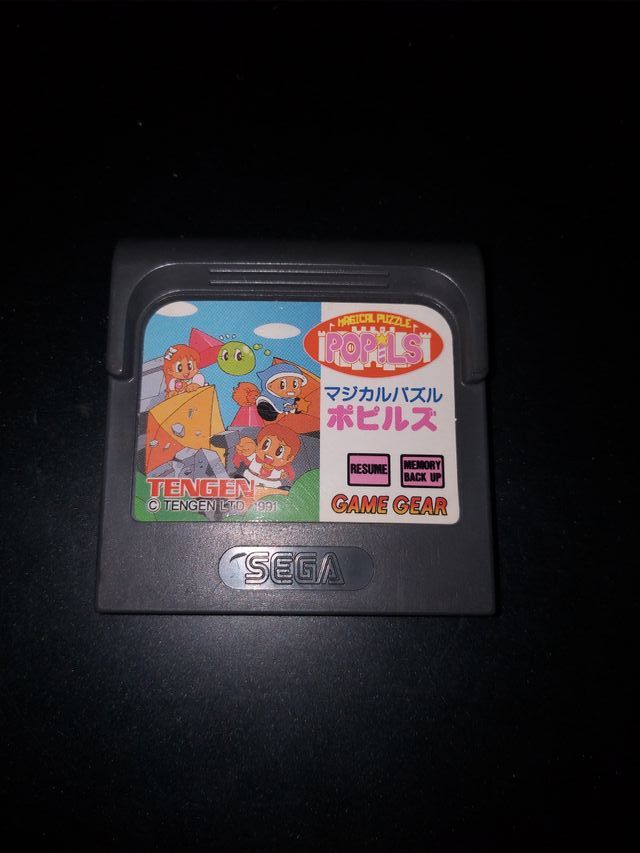 MAGICAL PUZZLE
POPiLS
マジカルパズル
ポピルズ
RESUME
MEMORY
BACK UP
TENGEN
© TENGEN LTD. 1991
GAME GEAR
SEGA